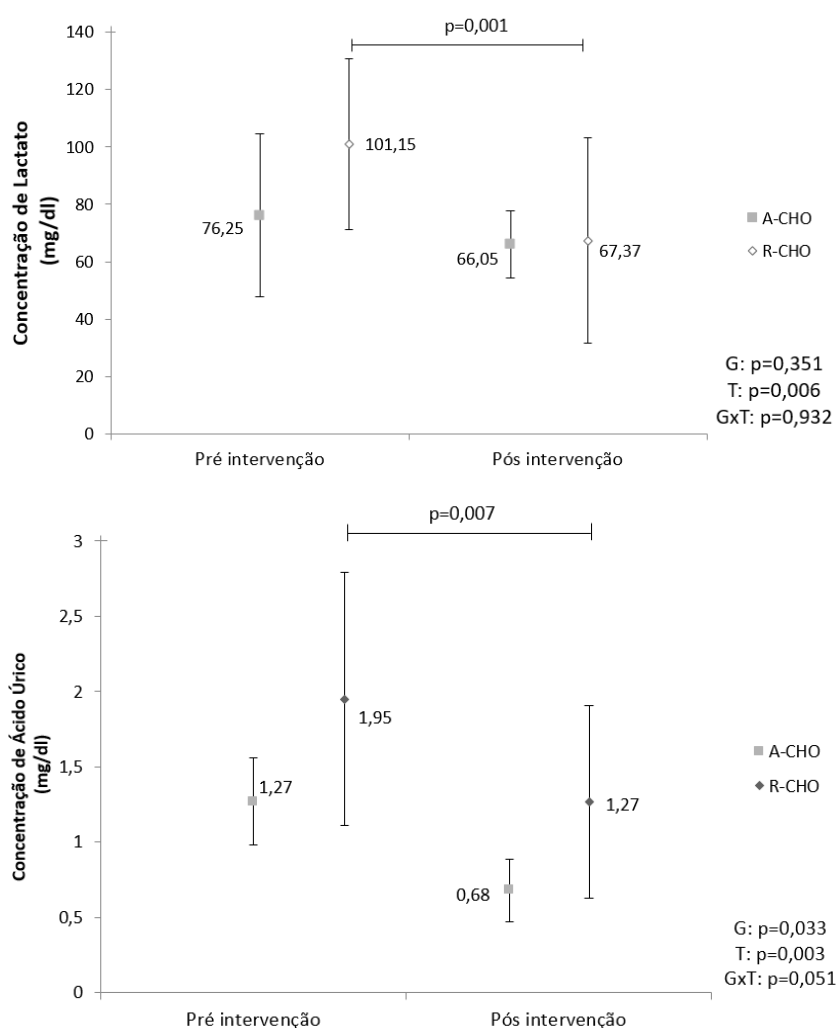 p=0,001
140
120
100
80
60
40
20
0
Concentração de Lactato
(mg/dl)
76,25
101,15
66,05
67,37
A-CHO
R-CHO
G: p=0,351
T: p=0,006
GxT: p=0,932
Pré intervenção
Pós intervenção
p=0,007
3
2,5
2
1,5
1
0,5
0
Concentração de Ácido Úrico
(mg/dl)
1,27
1,95
0,68
1,27
A-CHO
R-CHO
G: p=0,033
T: p=0,003
GxT: p=0,051
Pré intervenção
Pós intervenção